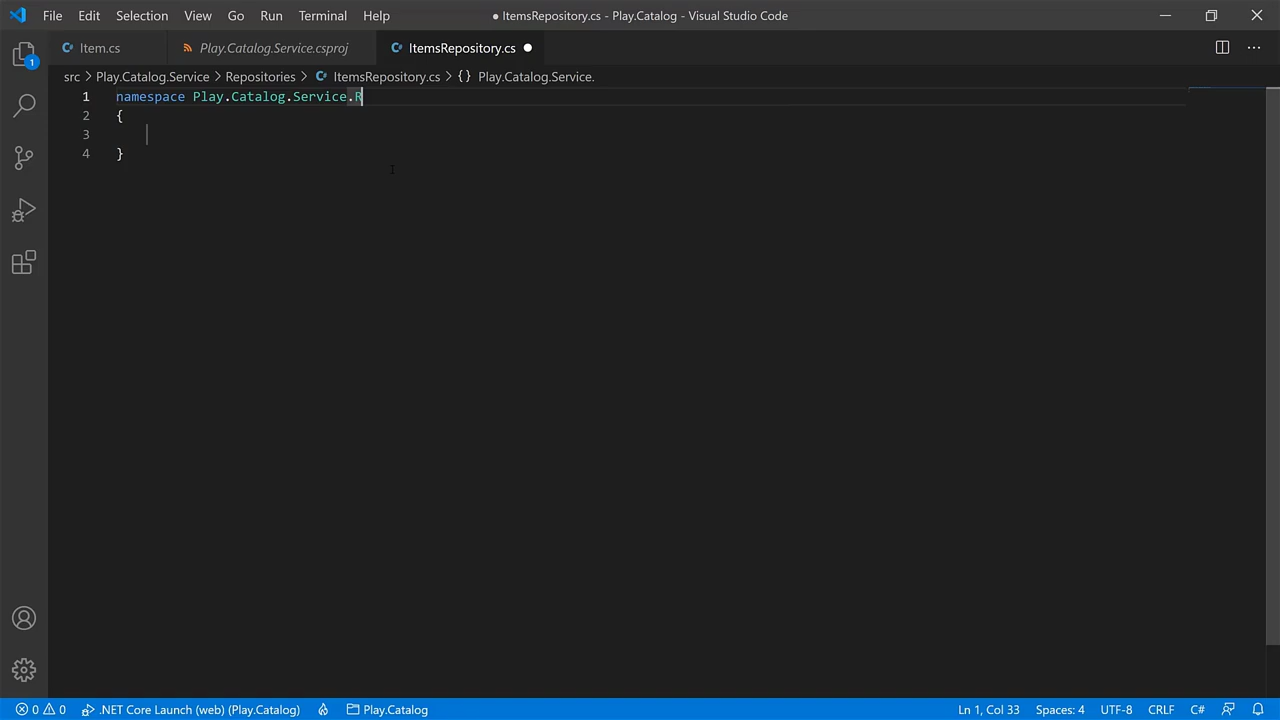 File Edit Selection View Go Run Terminal Help
● ItemsRepository.cs - Play.Catalog - Visual Studio Code
Item.cs Play.Catalog.Service.csproj ItemsRepository.cs
src > Play.Catalog.Service > Repositories > ItemsRepository.cs > {} Play.Catalog.Service.
1 namespace Play.Catalog.Service.R
2 {
3
4 }
1
0 0 .NET Core Launch (web) (Play.Catalog) Play.Catalog Ln 1, Col 33 Spaces: 4 UTF-8 CRLF C#